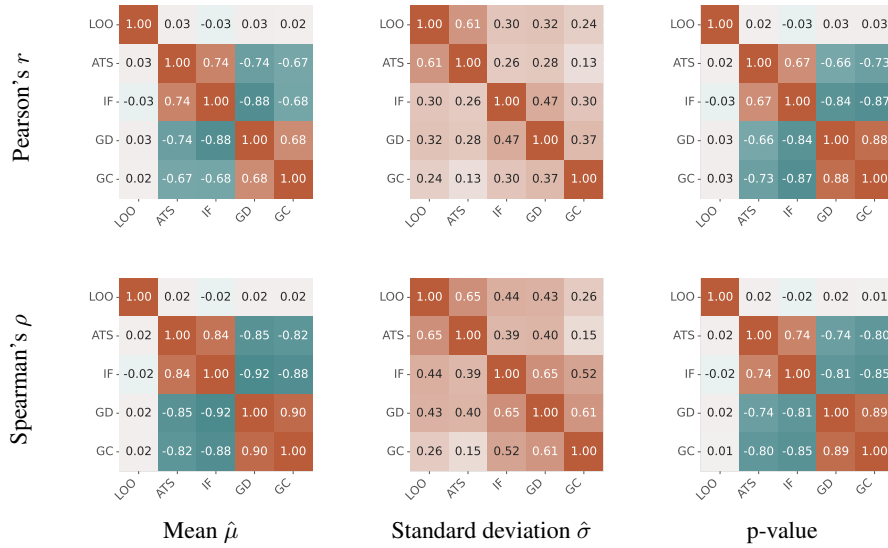 Pearson's r
LOO 1.00 0.03 -0.03 0.03 0.02
ATS 0.03 1.00 0.74 -0.74 -0.67
IF -0.03 0.74 1.00 -0.88 -0.68
GD 0.03 -0.74 -0.88 1.00 0.68
GC 0.02 -0.67 -0.68 0.68 1.00
LOO ATS IF GD GC
LOO 1.00 0.61 0.30 0.32 0.24
ATS 0.61 1.00 0.26 0.28 0.13
IF 0.30 0.26 1.00 0.47 0.30
GD 0.32 0.28 0.47 1.00 0.37
GC 0.24 0.13 0.30 0.37 1.00
LOO ATS IF GD GC
LOO 1.00 0.02 -0.03 0.03 0.03
ATS 0.02 1.00 0.67 -0.66 -0.73
IF -0.03 0.67 1.00 -0.84 -0.87
GD 0.03 -0.66 -0.84 1.00 0.88
GC 0.03 -0.73 -0.87 0.88 1.00
LOO ATS IF GD GC
Spearman's ρ
LOO 1.00 0.02 -0.02 0.02 0.02
ATS 0.02 1.00 0.84 -0.85 -0.82
IF -0.02 0.84 1.00 -0.92 -0.88
GD 0.02 -0.85 -0.92 1.00 0.90
GC 0.02 -0.82 -0.88 0.90 1.00
LOO ATS IF GD GC
LOO 1.00 0.65 0.44 0.43 0.26
ATS 0.65 1.00 0.39 0.40 0.15
IF 0.44 0.39 1.00 0.65 0.52
GD 0.43 0.40 0.65 1.00 0.61
GC 0.26 0.15 0.52 0.61 1.00
LOO ATS IF GD GC
LOO 1.00 0.02 -0.02 0.02 0.01
ATS 0.02 1.00 0.74 -0.74 -0.80
IF -0.02 0.74 1.00 -0.81 -0.85
GD 0.02 -0.74 -0.81 1.00 0.89
GC 0.01 -0.80 -0.85 0.89 1.00
LOO ATS IF GD GC
Mean μ̂
Standard deviation σ̂
p-value